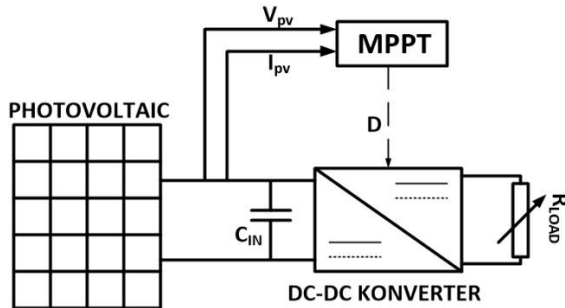 V_pv
MPPT
I_pv
PHOTOVOLTAIC
D
C_IN
R_LOAD
DC-DC KONVERTER